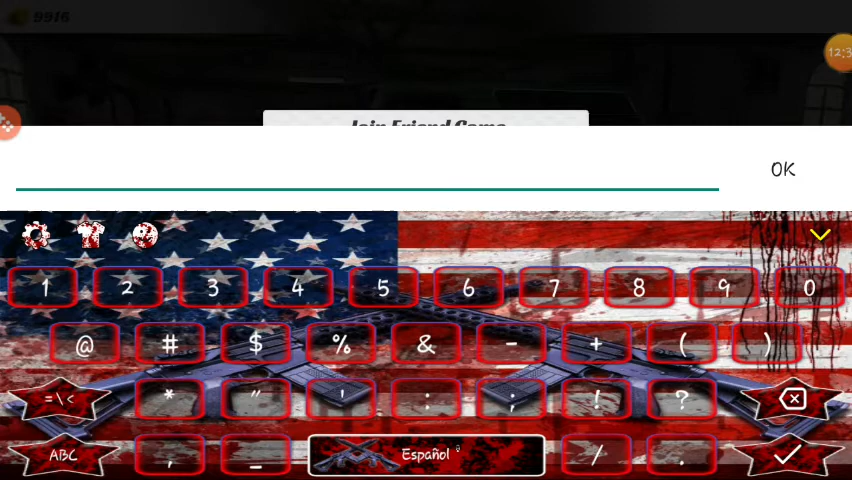 9916
12:3
Join Friend Game
OK
1 2 3 4 5 6 7 8 9 0
@ # $ % & - + ( )
=\< * " ' : ; ! ?
ABC , _ Español / .